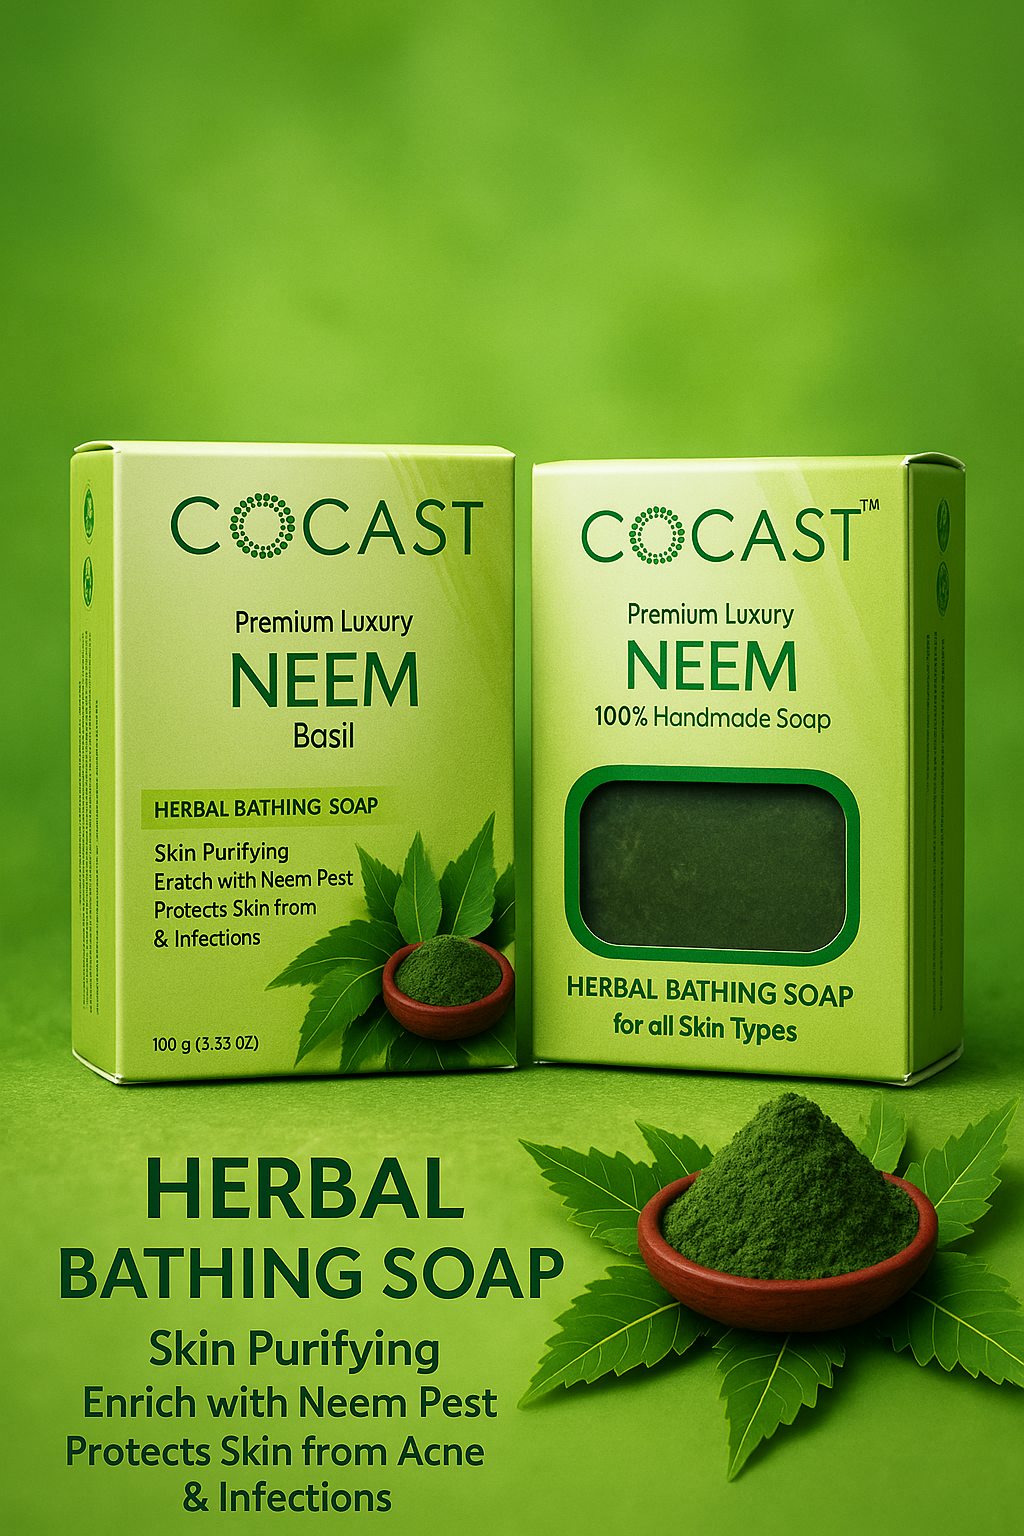 COCAST
Premium Luxury
NEEM
Basil
HERBAL BATHING SOAP
Skin Purifying
Eratch with Neem Pest
Protects Skin from
& Infections
100 g (3.33 OZ)
COCAST™
Premium Luxury
NEEM
100% Handmade Soap
HERBAL BATHING SOAP
for all Skin Types
HERBAL
BATHING SOAP
Skin Purifying
Enrich with Neem Pest
Protects Skin from Acne
& Infections